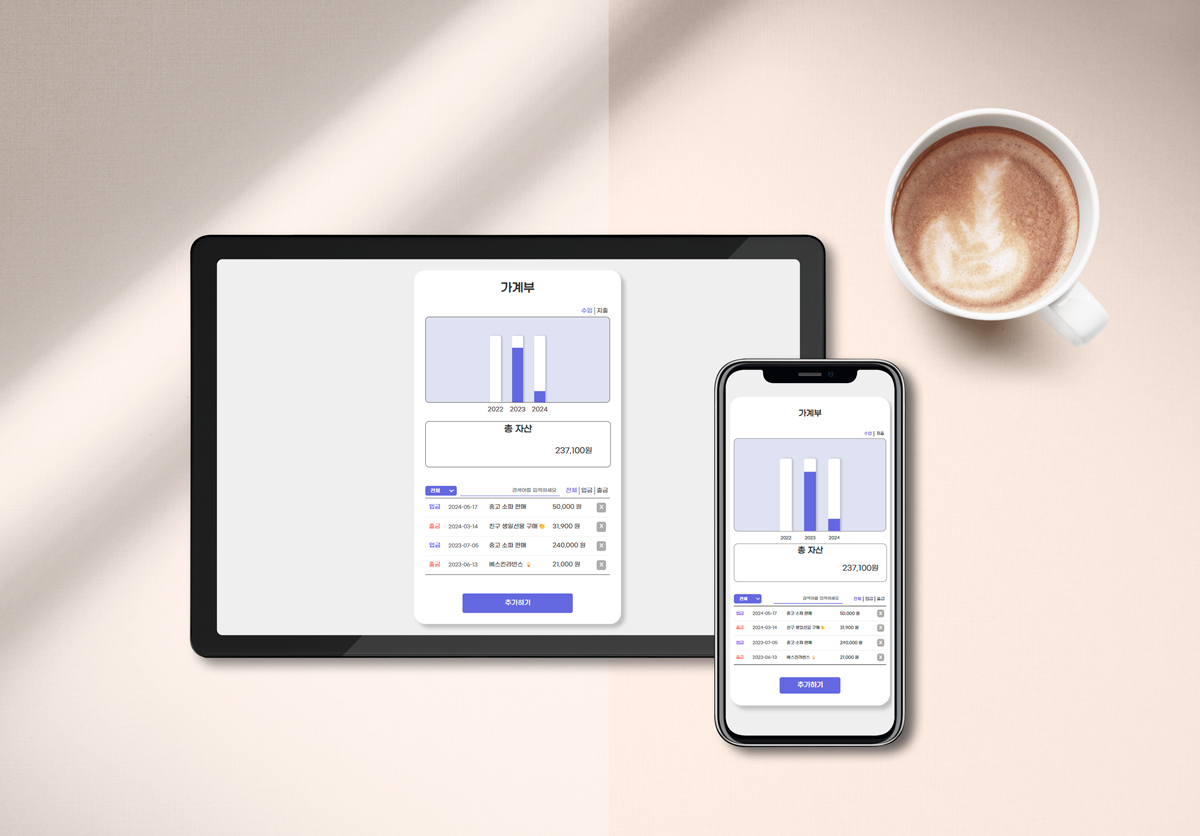 가계부
수입 | 지출
2022 2023 2024
총 자산
237,100원
전체 검색어를 입력하세요 전체 | 입금 | 출금
입금 2024-05-17 중고 소파 판매 50,000 원 X
출금 2024-03-14 친구 생일선물 구매 👏 31,900 원 X
입금 2023-07-05 중고 소파 판매 240,000 원 X
출금 2023-06-13 베스킨라빈스 🍦 21,000 원 X
추가하기
가계부
수입 | 지출
2022 2023 2024
총 자산
237,100원
전체 검색어를 입력하세요 전체 | 입금 | 출금
입금 2024-05-17 중고 소파 판매 50,000 원 X
출금 2024-03-14 친구 생일선물 구매 👏 31,900 원 X
입금 2023-07-05 중고 소파 판매 240,000 원 X
출금 2023-06-13 베스킨라빈스 🍦 21,000 원 X
추가하기